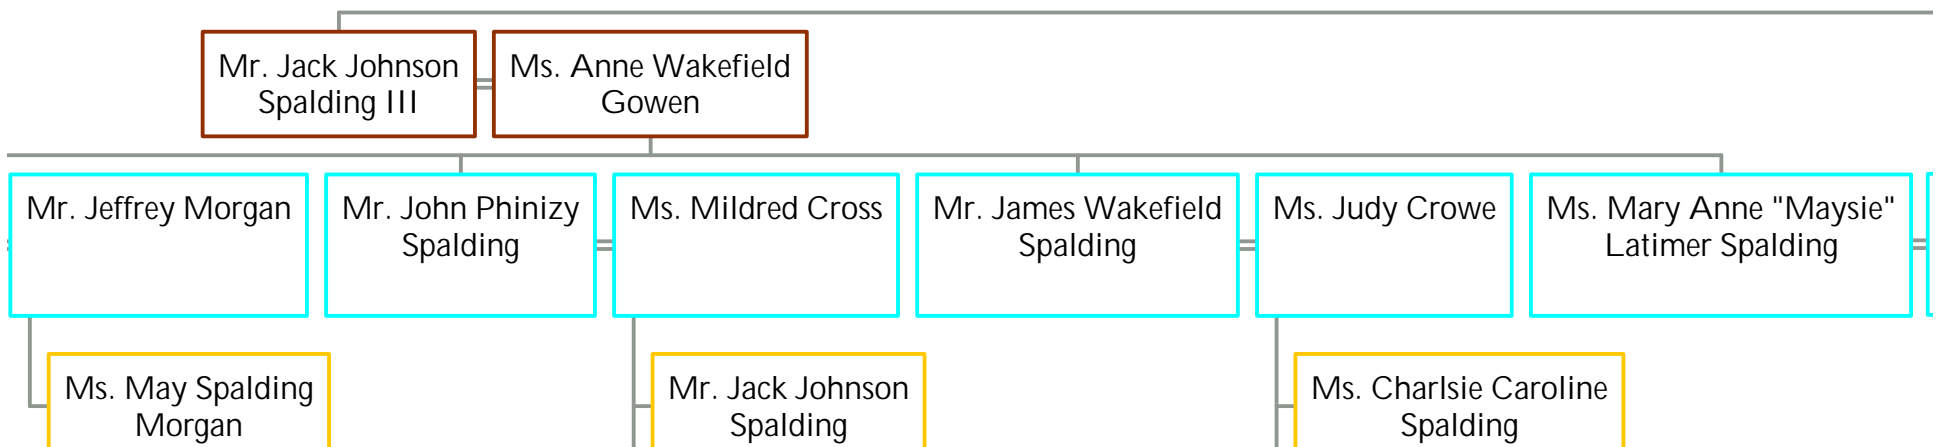 Mr. Jack Johnson
Spalding III
Ms. Anne Wakefield
Gowen
Mr. Jeffrey Morgan
Mr. John Phinizy
Spalding
Ms. Mildred Cross
Mr. James Wakefield
Spalding
Ms. Judy Crowe
Ms. Mary Anne "Maysie"
Latimer Spalding
Ms. May Spalding
Morgan
Mr. Jack Johnson
Spalding
Ms. Charlsie Caroline
Spalding